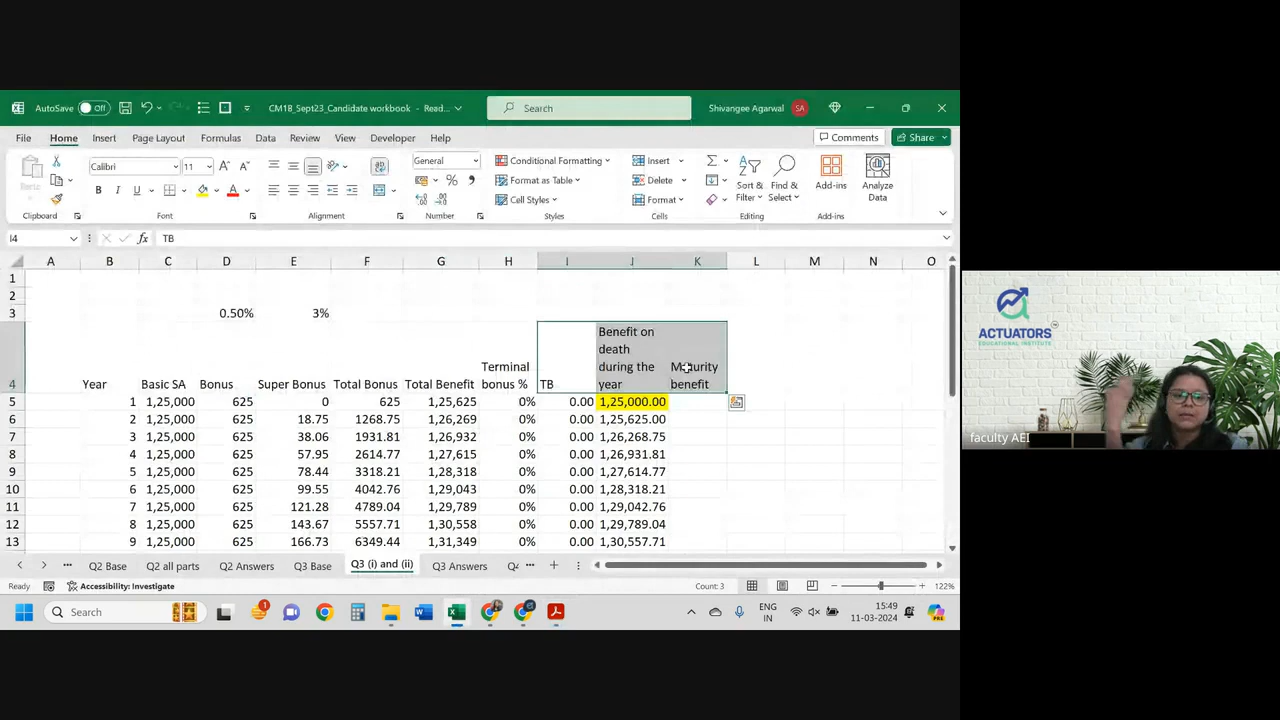 AutoSave Off CM1B_Sept23_Candidate workbook - Read... Search Shivangee Agarwal SA
File Home Insert Page Layout Formulas Data Review View Developer Help Comments Share
Calibri 11 A A General Conditional Formatting Insert
B I U A % Format as Table Delete Sort & Find & Add-ins Analyze
Cell Styles Format Filter Select Data
Clipboard Font Alignment Number Styles Cells Editing Add-ins
I4 fx TB
A B C D E F G H I J K L M N O
1
2
3 0.50% 3%
4 Year Basic SA Bonus Super Bonus Total Bonus Total Benefit Terminal bonus % TB Benefit on death during the year Maturity benefit
5 1 1,25,000 625 0 625 1,25,625 0% 0.00 1,25,000.00
6 2 1,25,000 625 18.75 1268.75 1,26,269 0% 0.00 1,25,625.00
7 3 1,25,000 625 38.06 1931.81 1,26,932 0% 0.00 1,26,268.75
8 4 1,25,000 625 57.95 2614.77 1,27,615 0% 0.00 1,26,931.81
9 5 1,25,000 625 78.44 3318.21 1,28,318 0% 0.00 1,27,614.77
10 6 1,25,000 625 99.55 4042.76 1,29,043 0% 0.00 1,28,318.21
11 7 1,25,000 625 121.28 4789.04 1,29,789 0% 0.00 1,29,042.76
12 8 1,25,000 625 143.67 5557.71 1,30,558 0% 0.00 1,29,789.04
13 9 1,25,000 625 166.73 6349.44 1,31,349 0% 0.00 1,30,557.71
... Q2 Base Q2 all parts Q2 Answers Q3 Base Q3 (i) and (ii) Q3 Answers
Ready Accessibility: Investigate Count: 3 122%
Search ENG IN 15:49 11-03-2024
ACTUATORS
EDUCATIONAL INSTITUTE
faculty AEI